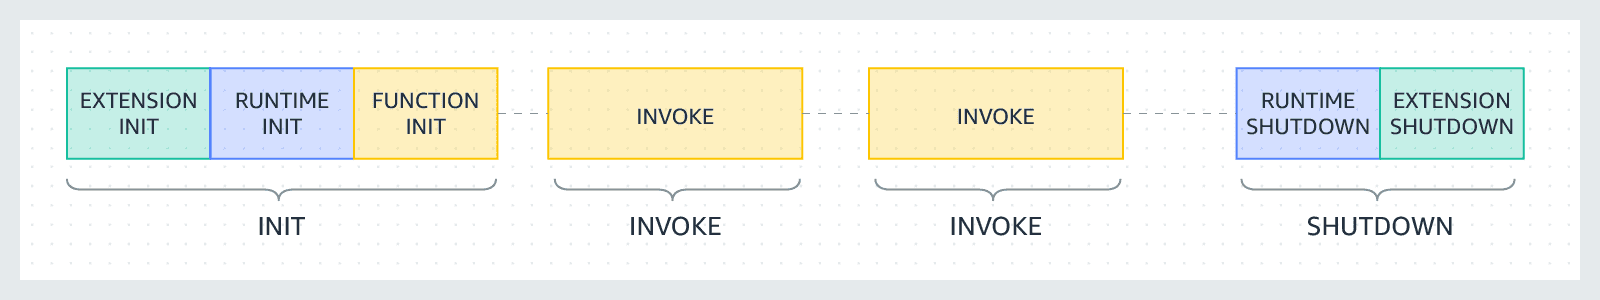 EXTENSION
INIT
RUNTIME
INIT
FUNCTION
INIT
INVOKE
INVOKE
RUNTIME
SHUTDOWN
EXTENSION
SHUTDOWN
INIT
INVOKE
INVOKE
SHUTDOWN